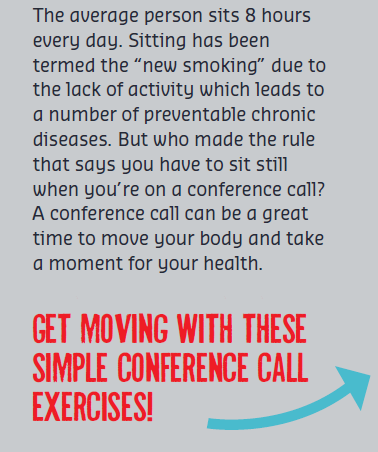 The average person sits 8 hours
every day. Sitting has been
termed the “new smoking” due to
the lack of activity which leads to
a number of preventable chronic
diseases. But who made the rule
that says you have to sit still
when you’re on a conference call?
A conference call can be a great
time to move your body and take
a moment for your health.
GET MOVING WITH THESE
SIMPLE CONFERENCE CALL
EXERCISES!